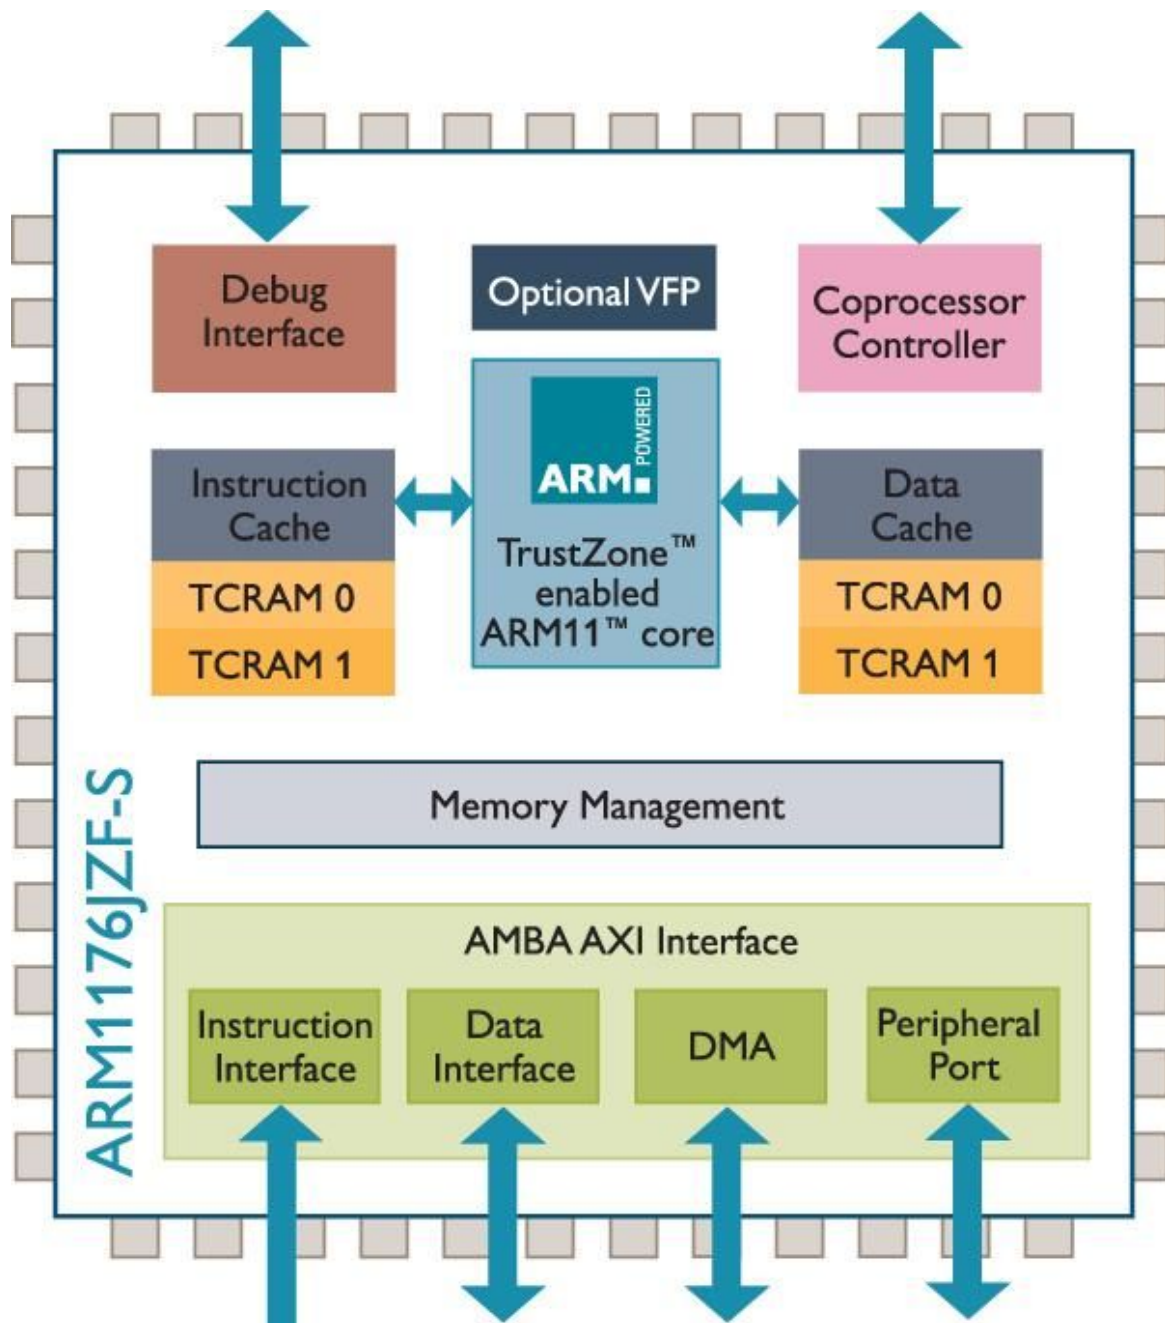 Debug
Interface
Optional VFP
Coprocessor
Controller
ARM POWERED
Instruction
Cache
TCRAM 0
TCRAM 1
TrustZone™
enabled
ARM11™ core
Data
Cache
TCRAM 0
TCRAM 1
Memory Management
ARM1176JZF-S
AMBA AXI Interface
Instruction
Interface
Data
Interface
DMA
Peripheral
Port